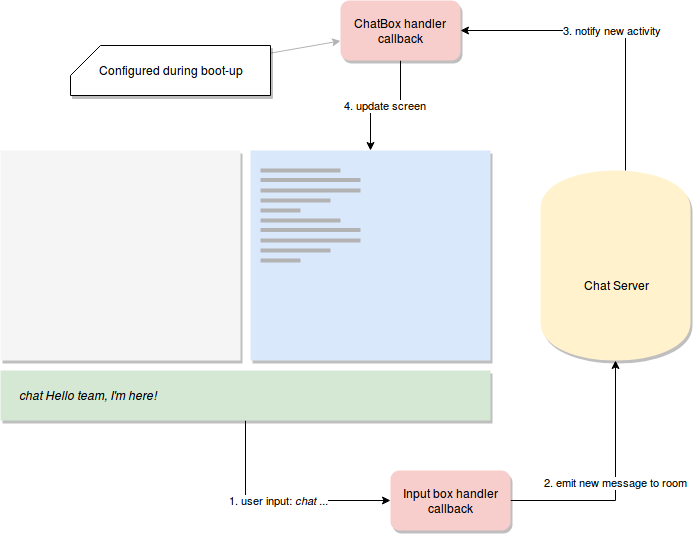 ChatBox handler
callback
3. notify new activity
Configured during boot-up
4. update screen
Chat Server
chat Hello team, I'm here!
2. emit new message to room
Input box handler
callback
1. user input: chat ...